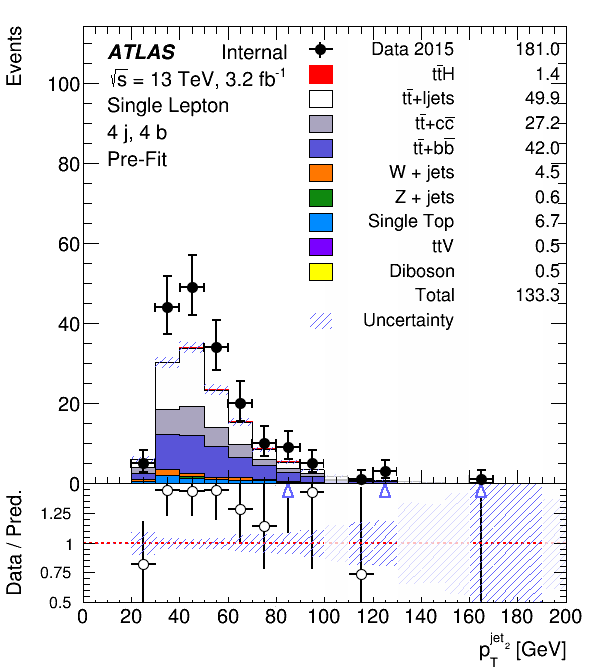 Events
ATLAS Internal
√s = 13 TeV, 3.2 fb-1
Single Lepton
4 j, 4 b
Pre-Fit
Data 2015 181.0
tt̄H 1.4
tt̄+ljets 49.9
tt̄+cc̄ 27.2
tt̄+bb̄ 42.0
W + jets 4.5
Z + jets 0.6
Single Top 6.7
ttV 0.5
Diboson 0.5
Total 133.3
Uncertainty
100
80
60
40
20
0
Data / Pred.
1.25
1
0.75
0.5
0 20 40 60 80 100 120 140 160 180 200
p_T^jet_2 [GeV]